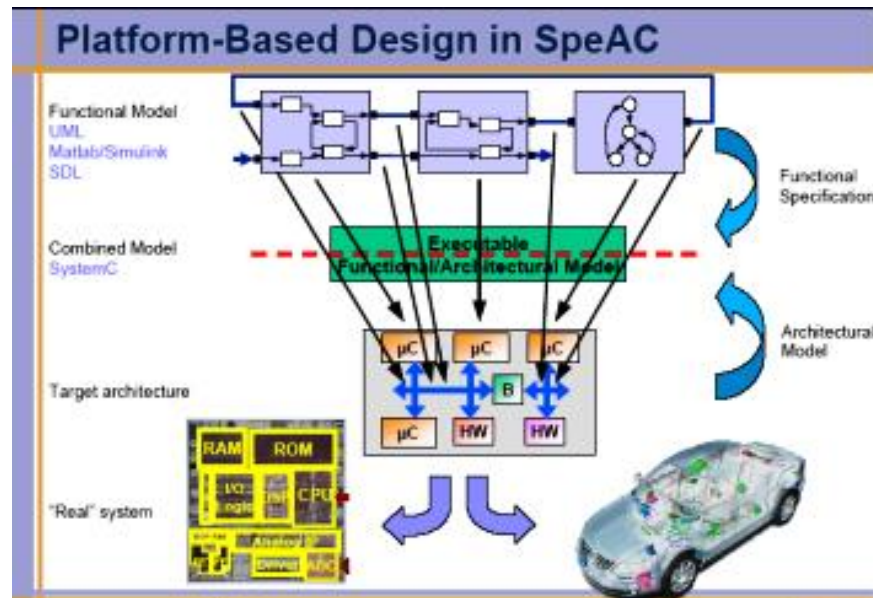 Platform-Based Design in SpeAC
Functional Model
UML
Matlab/Simulink
SDL
Functional
Specification
Combined Model
SystemC
Executable
Functional/Architectural Model
Architectural
Model
Target architecture
µC
µC
µC
B
µC
HW
HW
"Real" system
RAM
ROM
I/O
Logic
CPU
ADC